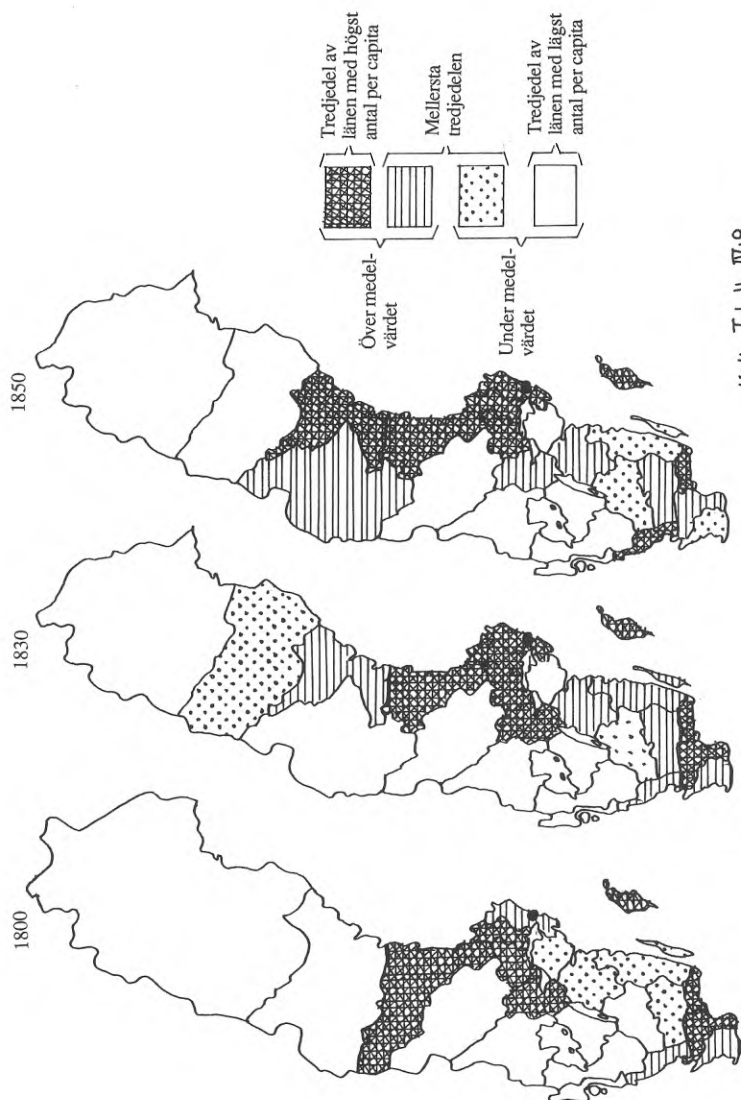 1800
1830
1850
Över medel-
värdet
Under medel-
värdet
Tredjedel av
länen med högst
antal per capita
Mellersta
tredjedelen
Tredjedel av
länen med lägst
antal per capita